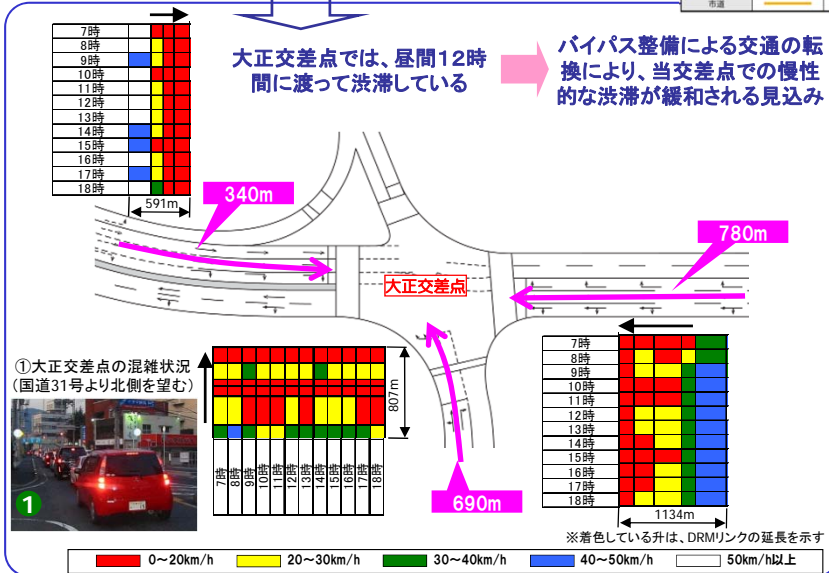 市道
大正交差点では、昼間12時
間に渡って渋滞している
バイパス整備による交通の転
換により、当交差点での慢性
的な渋滞が緩和される見込み
7時
8時
9時
10時
11時
12時
13時
14時
15時
16時
17時
18時
591m
340m
780m
大正交差点
①大正交差点の混雑状況
(国道31号より北側を望む)
1
807m
7時
8時
9時
10時
11時
12時
13時
14時
15時
16時
17時
18時
690m
7時
8時
9時
10時
11時
12時
13時
14時
15時
16時
17時
18時
1134m
※着色している升は、DRMリンクの延長を示す
0~20km/h
20~30km/h
30~40km/h
40~50km/h
50km/h以上